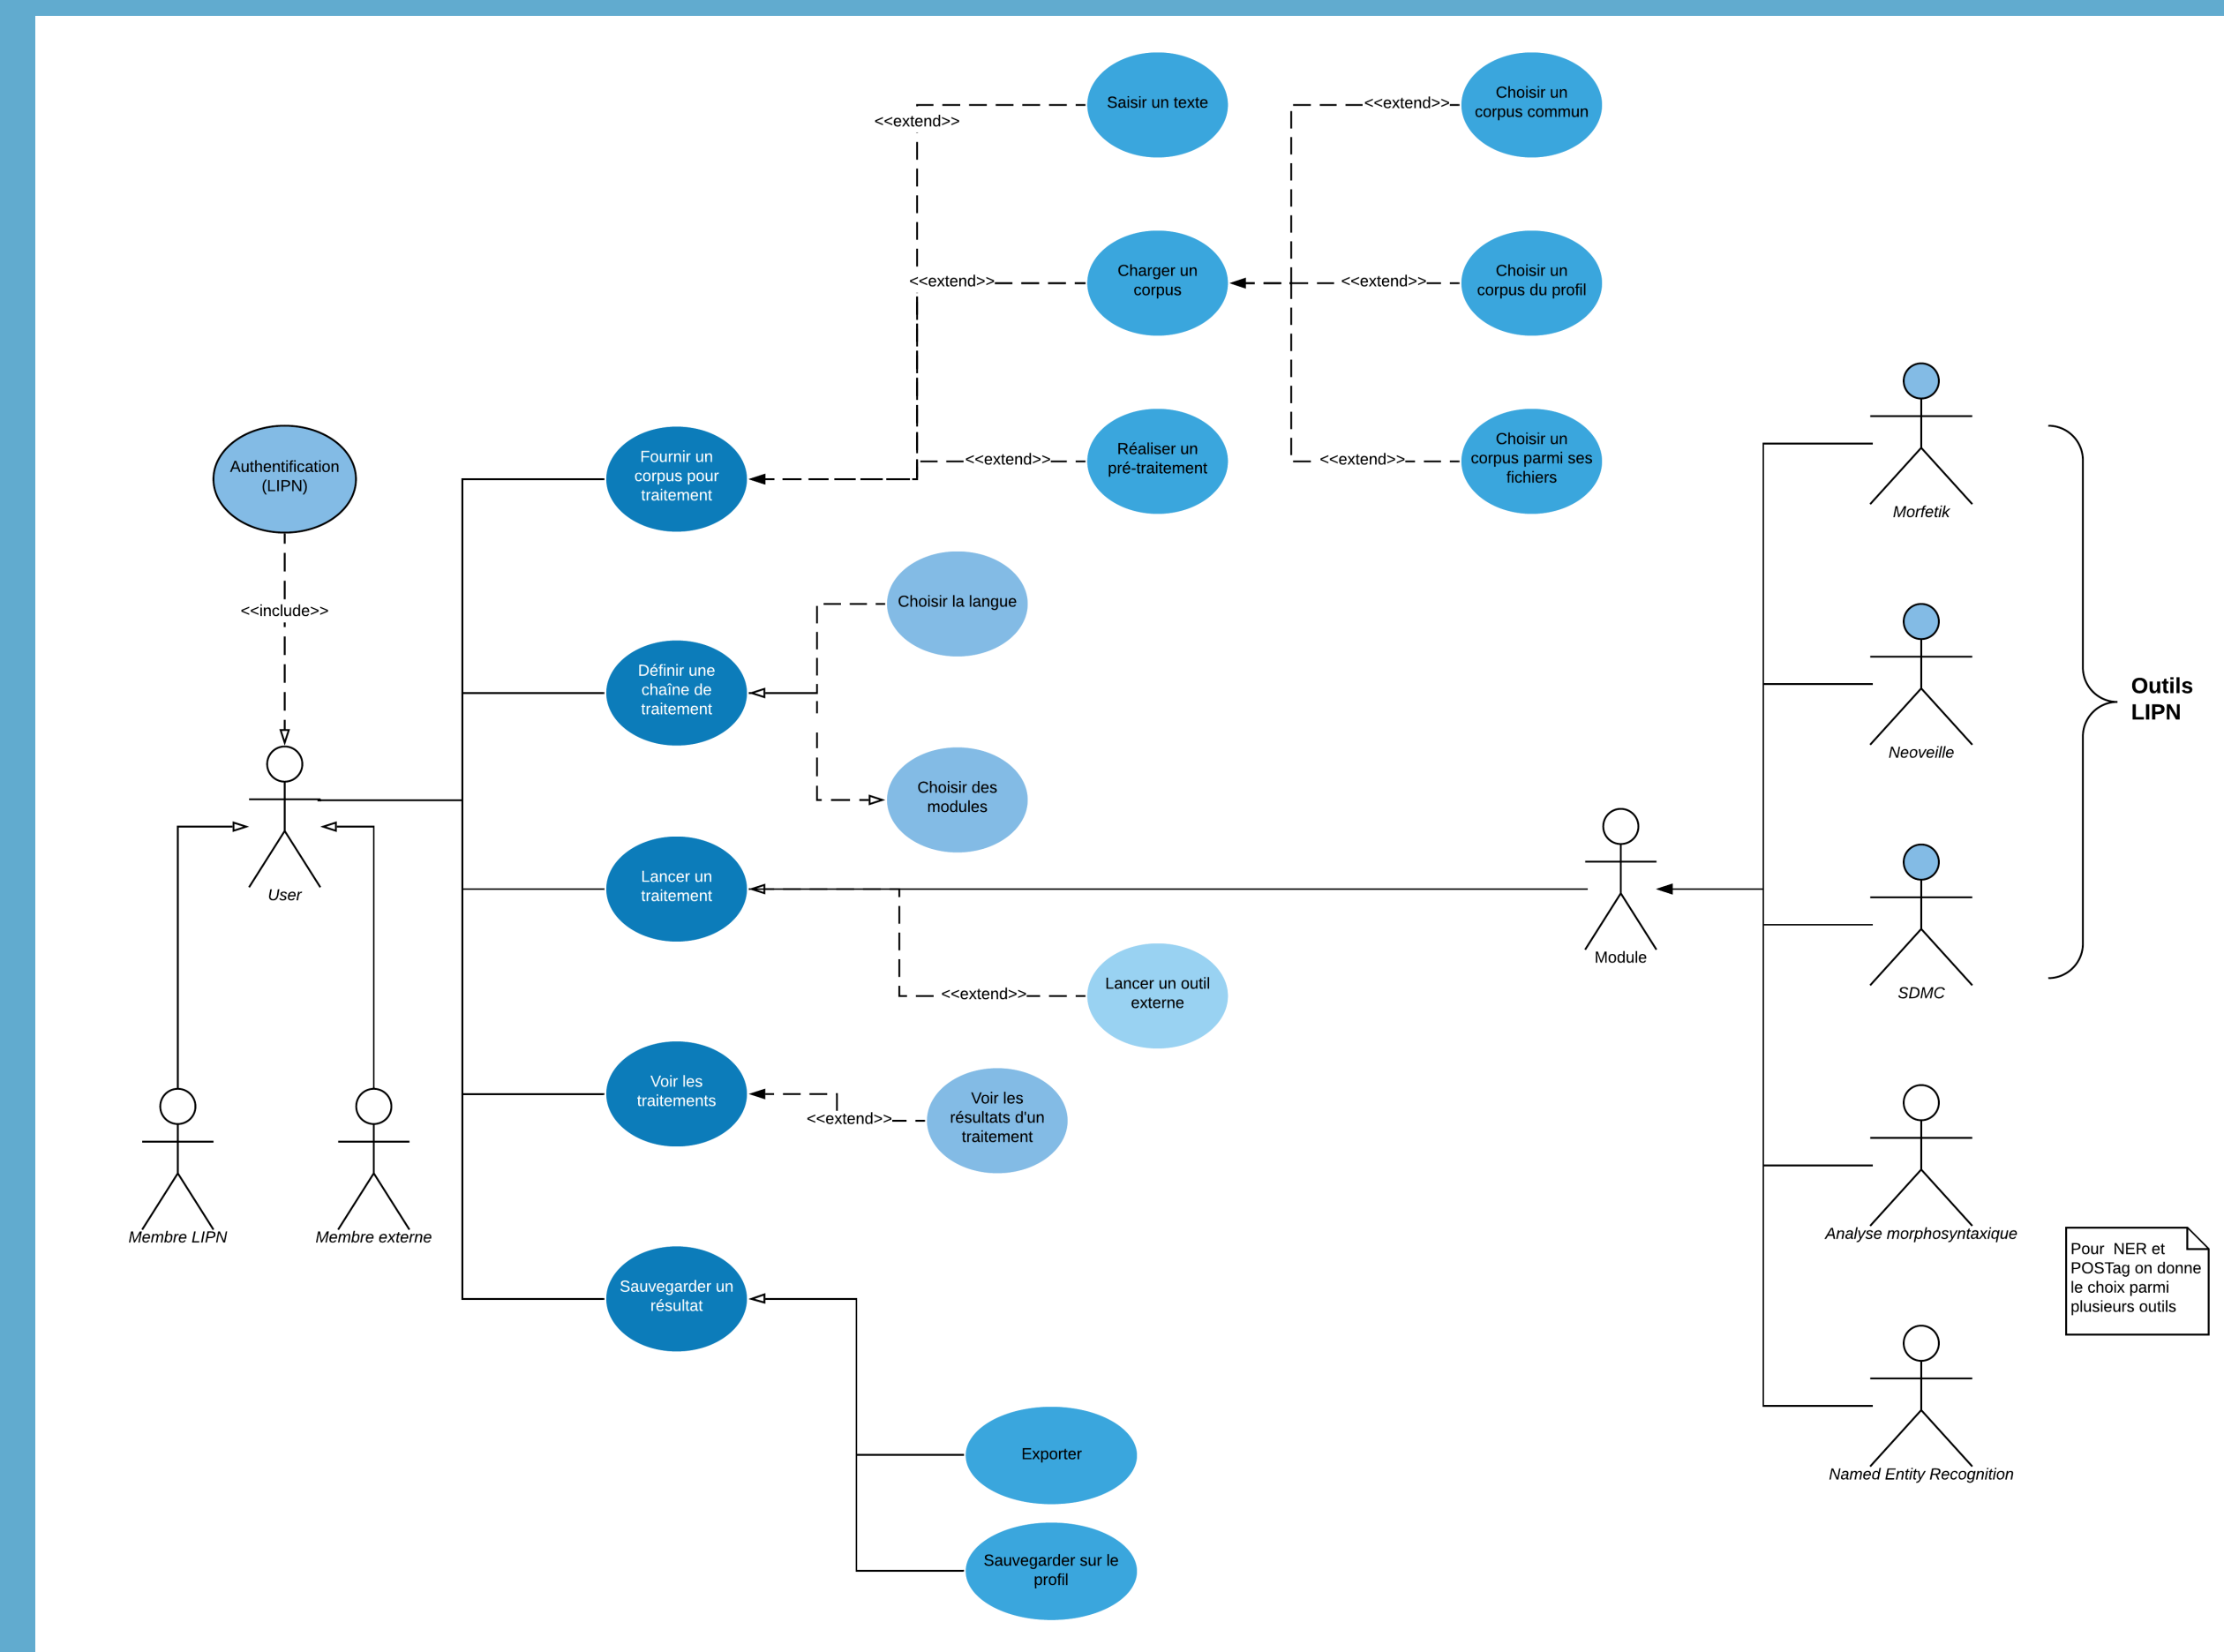 Saisir un texte
Choisir un
corpus commun
<<extend>>
<<extend>>
Charger un
corpus
Choisir un
corpus du profil
<<extend>>
<<extend>>
Authentification
(LIPN)
Fournir un
corpus pour
traitement
Réaliser un
pré-traitement
Choisir un
corpus parmi ses
fichiers
<<extend>>
<<extend>>
Morfetik
<<include>>
Choisir la langue
Définir une
chaîne de
traitement
Neoveille
Outils
LIPN
Choisir des
modules
User
Lancer un
traitement
Module
Lancer un outil
externe
<<extend>>
SDMC
Voir les
traitements
<<extend>>
Voir les
résultats d'un
traitement
Membre LIPN
Membre externe
Analyse morphosyntaxique
Pour  NER et
POSTag on donne
le choix parmi
plusieurs outils
Sauvegarder un
résultat
Exporter
Named Entity Recognition
Sauvegarder sur le
profil